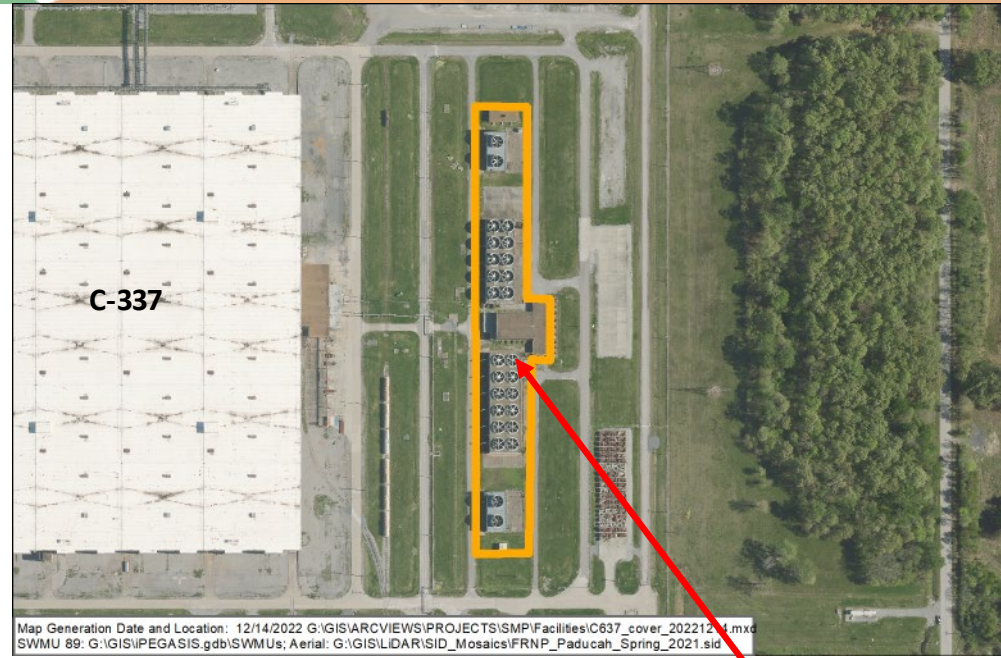 C-337
Map Generation Date and Location: 12/14/2022 G:\GIS\ARCVIEWS\PROJECTS\SMP\Facilities\C637_cover_20221214.mxd
SWMU 89: G:\GIS\iPEGASIS.gdb\SWMUs; Aerial: G:\GIS\LiDAR\SID_Mosaics\FRNP_Paducah_Spring_2021.sid